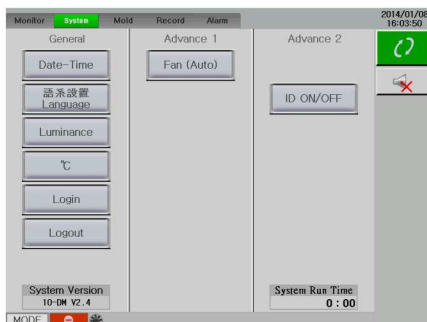 Monitor System Mold Record Alarm
2014/01/08
16:03:50
General
Advance 1
Advance 2
Date-Time
Fan (Auto)
語系設置
Language
ID ON/OFF
Luminance
℃
Login
Logout
System Version
10-DM V2.4
System Run Time
0 : 00
MODE